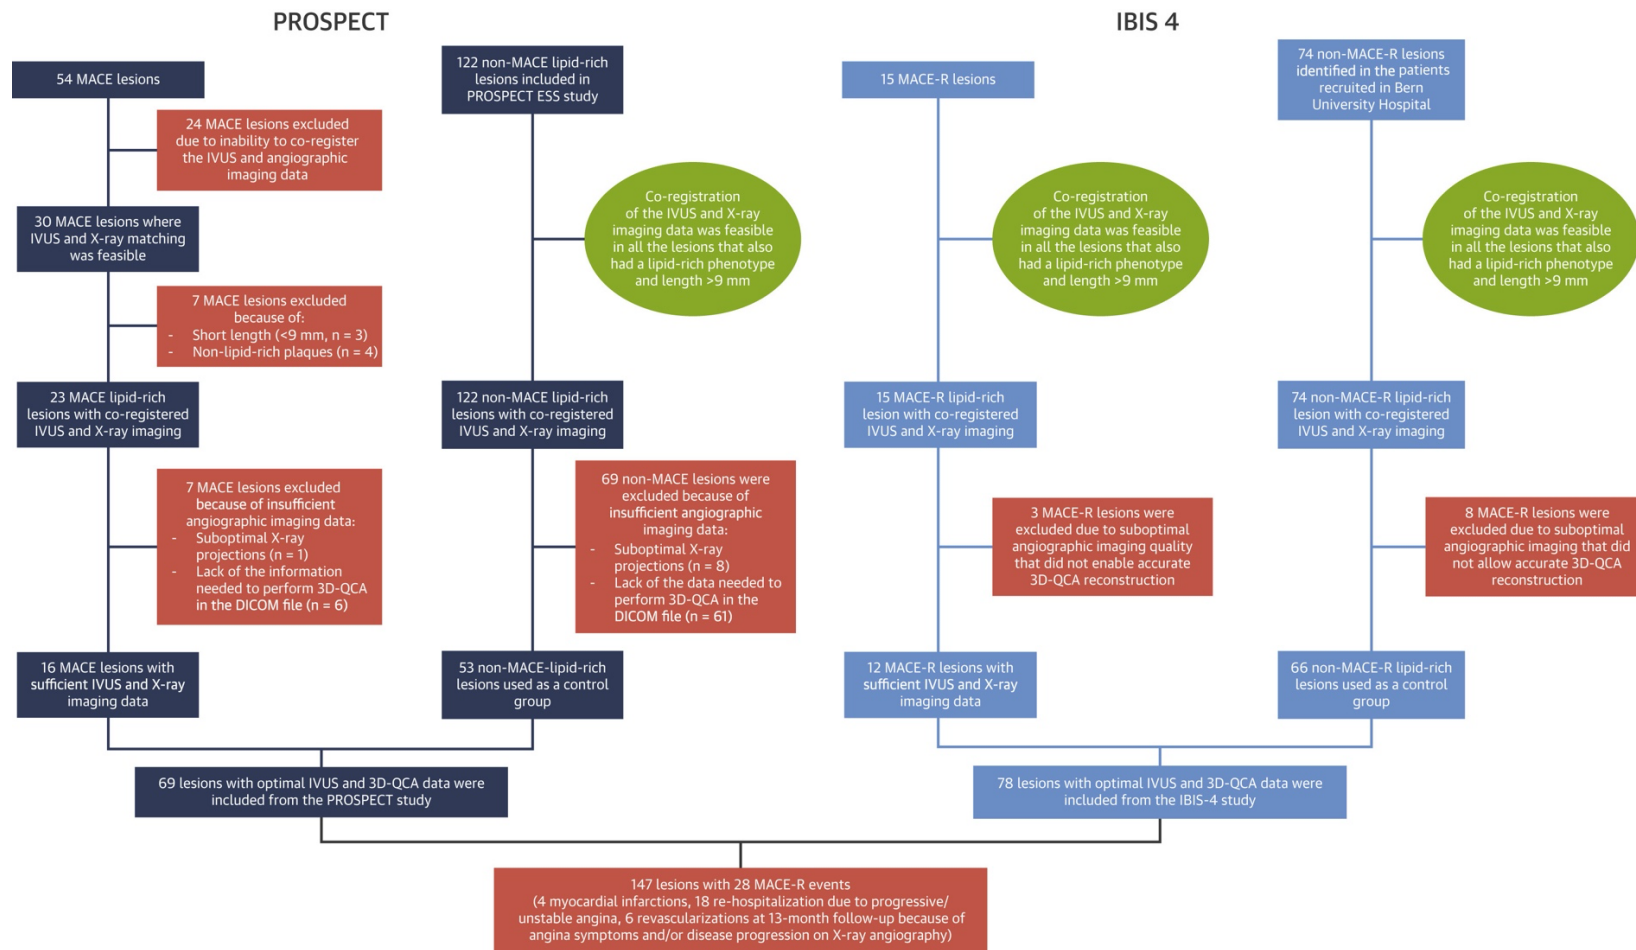 PROSPECT
54 MACE lesions
24 MACE lesions excluded
due to inability to co-register
the IVUS and angiographic
imaging data
30 MACE lesions where
IVUS and X-ray matching
was feasible
7 MACE lesions excluded
because of:
- Short length (<9 mm, n = 3)
- Non-lipid-rich plaques (n = 4)
23 MACE lipid-rich
lesions with co-registered
IVUS and X-ray imaging
7 MACE lesions excluded
because of insufficient
angiographic imaging data:
- Suboptimal X-ray
projections (n = 1)
- Lack of the information
needed to perform 3D-QCA
in the DICOM file (n = 6)
16 MACE lesions with
sufficient IVUS and X-ray
imaging data
122 non-MACE lipid-rich
lesions included in
PROSPECT ESS study
Co-registration
of the IVUS and X-ray
imaging data was feasible
in all the lesions that also
had a lipid-rich phenotype
and length >9 mm
122 non-MACE lipid-rich
lesions with co-registered
IVUS and X-ray imaging
69 non-MACE lesions were
excluded because of
insufficient angiographic
imaging data:
- Suboptimal X-ray
projections (n = 8)
- Lack of the data needed to
perform 3D-QCA in the
DICOM file (n = 61)
53 non-MACE-lipid-rich
lesions used as a control
group
69 lesions with optimal IVUS and 3D-QCA data were
included from the PROSPECT study
IBIS 4
15 MACE-R lesions
Co-registration
of the IVUS and X-ray
imaging data was feasible
in all the lesions that also
had a lipid-rich phenotype
and length >9 mm
15 MACE-R lipid-rich
lesion with co-registered
IVUS and X-ray imaging
3 MACE-R lesions were
excluded due to suboptimal
angiographic imaging quality
that did not enable accurate
3D-QCA reconstruction
12 MACE-R lesions with
sufficient IVUS and X-ray
imaging data
74 non-MACE-R lesions
identified in the patients
recruited in Bern
University Hospital
Co-registration
of the IVUS and X-ray
imaging data was feasible
in all the lesions that also
had a lipid-rich phenotype
and length >9 mm
74 non-MACE-R lipid-rich
lesion with co-registered
IVUS and X-ray imaging
8 MACE-R lesions were
excluded due to suboptimal
angiographic imaging that did
not allow accurate 3D-QCA
reconstruction
66 non-MACE-R lipid-rich
lesions used as a control
group
78 lesions with optimal IVUS and 3D-QCA data were
included from the IBIS-4 study
147 lesions with 28 MACE-R events
(4 myocardial infarctions, 18 re-hospitalization due to progressive/
unstable angina, 6 revascularizations at 13-month follow-up because of
angina symptoms and/or disease progression on X-ray angiography)